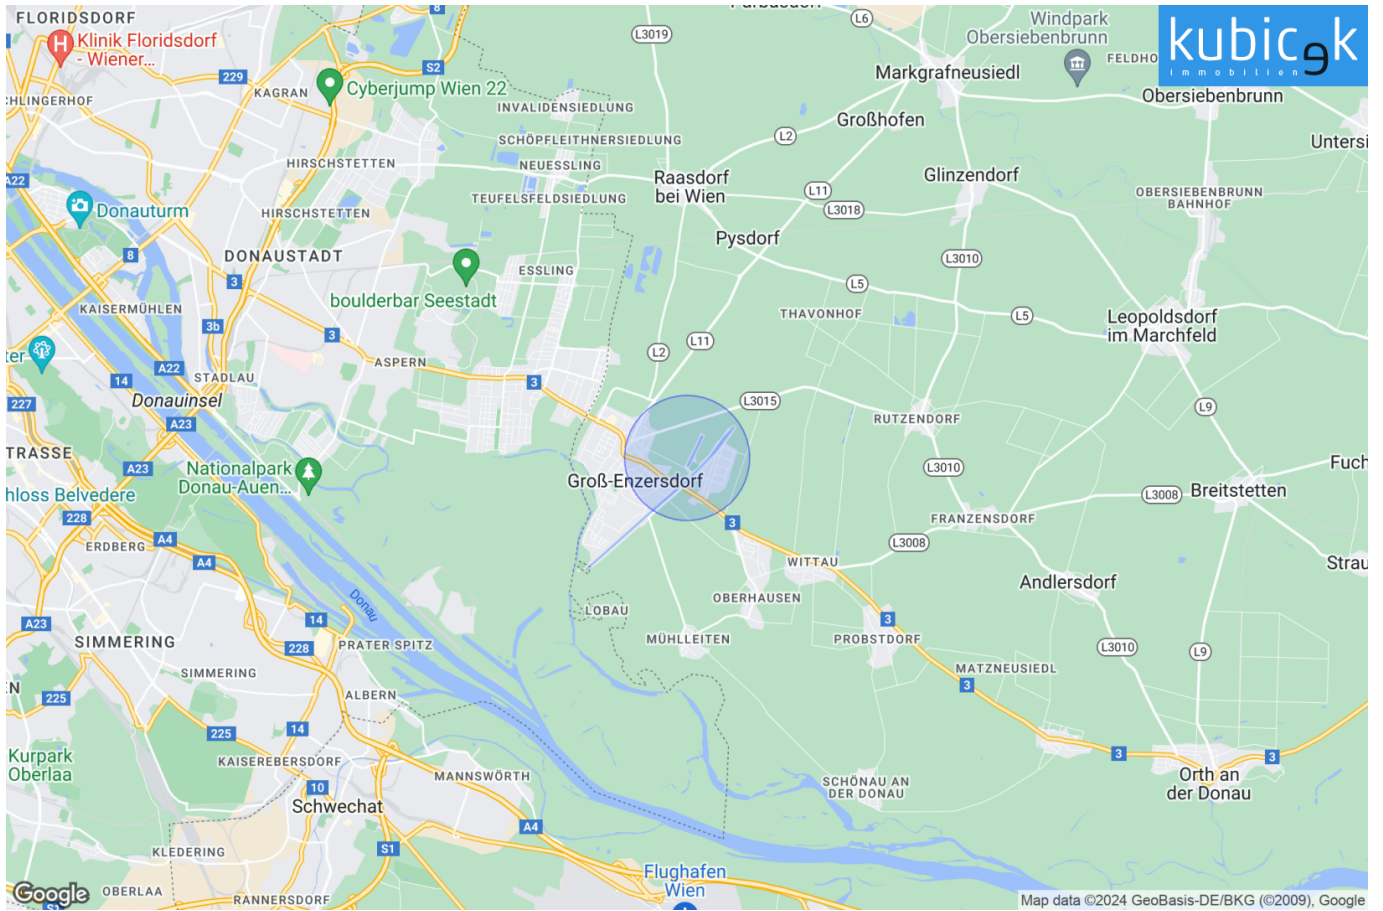 FLORIDSDORF
Klinik Floridsdorf
- Wiener...
CHLINGERHOF
229
KAGRAN
8
S2
Cyberjump Wien 22
L3019
L6
Windpark
Obersiebenbrunn
FELDHO
kubicek
immobilien
Markgrafneusiedl
Obersiebenbrunn
INVALIDENSIEDLUNG
Großhofen
L2
SCHÖPFLEITHNERSIEDLUNG
Untersi
HIRSCHSTETTEN
NEUESSLING
Raasdorf
bei Wien
L11
Glinzendorf
A22
TEUFELSFELDSIEDLUNG
OBERSIEBENBRUNN
BAHNHOF
Donauturm
HIRSCHSTETTEN
L3018
Pysdorf
8
DONAUSTADT
L3010
3
ESSLING
boulderbar Seestadt
L5
KAISERMÜHLEN
THAVONHOF
L5
Leopoldsdorf
im Marchfeld
3b
3
L11
L2
ter
A22
ASPERN
STADLAU
14
3
Donauinsel
227
L3015
L9
A23
RUTZENDORF
TRASSE
A23
Nationalpark
Donau-Auen...
L3010
Fuch
Groß-Enzersdorf
hloss Belvedere
L3008
Breitstetten
228
3
FRANZENSDORF
A4
ERDBERG
L3008
A4
WITTAU
Strau
Andlersdorf
Donau
OBERHAUSEN
LOBAU
A23
14
3
SIMMERING
228
PRATER SPITZ
MÜHLLEITEN
PROBSTDORF
L3010
L9
SIMMERING
MATZNEUSIEDL
EN
225
ALBERN
3
14
225
Kurpark
Oberlaa
KAISEREBERSDORF
3
3
MANNSWÖRTH
10
Schwechat
SCHÖNAU AN
DER DONAU
Orth an
der Donau
A4
KLEDERING
S1
Flughafen
Wien
OBERLAA
RANNERSDORF
Google
S1
Map data ©2024 GeoBasis-DE/BKG (©2009), Google